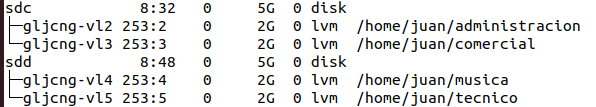 sdc 8:32 0 5G 0 disk
├─gljcng-vl2 253:2 0 2G 0 lvm /home/juan/administracion
└─gljcng-vl3 253:3 0 2G 0 lvm /home/juan/comercial
sdd 8:48 0 5G 0 disk
├─gljcng-vl4 253:4 0 2G 0 lvm /home/juan/musica
└─gljcng-vl5 253:5 0 2G 0 lvm /home/juan/tecnico